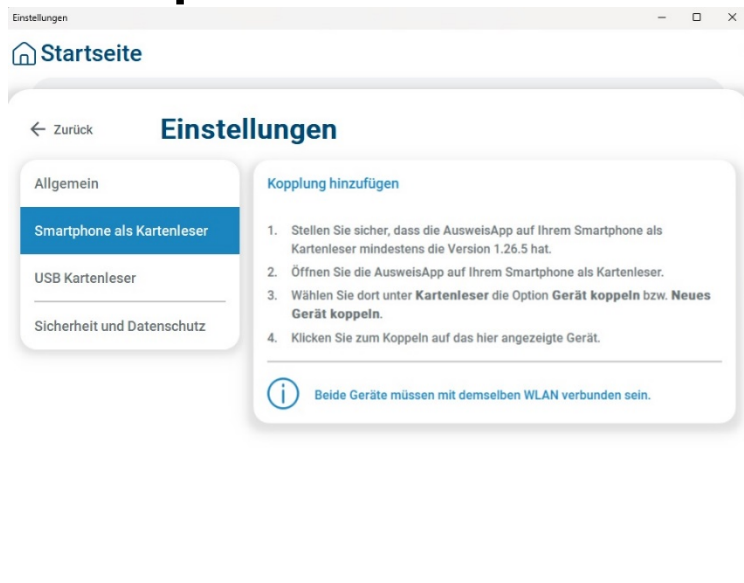 Einstellungen
Startseite
Zurück
Einstellungen
Allgemein
Smartphone als Kartenleser
USB Kartenleser
Sicherheit und Datenschutz
Kopplung hinzufügen
1. Stellen Sie sicher, dass die AusweisApp auf Ihrem Smartphone als
Kartenleser mindestens die Version 1.26.5 hat.
2. Öffnen Sie die AusweisApp auf Ihrem Smartphone als Kartenleser.
3. Wählen Sie dort unter Kartenleser die Option Gerät koppeln bzw. Neues
Gerät koppeln.
4. Klicken Sie zum Koppeln auf das hier angezeigte Gerät.
Beide Geräte müssen mit demselben WLAN verbunden sein.